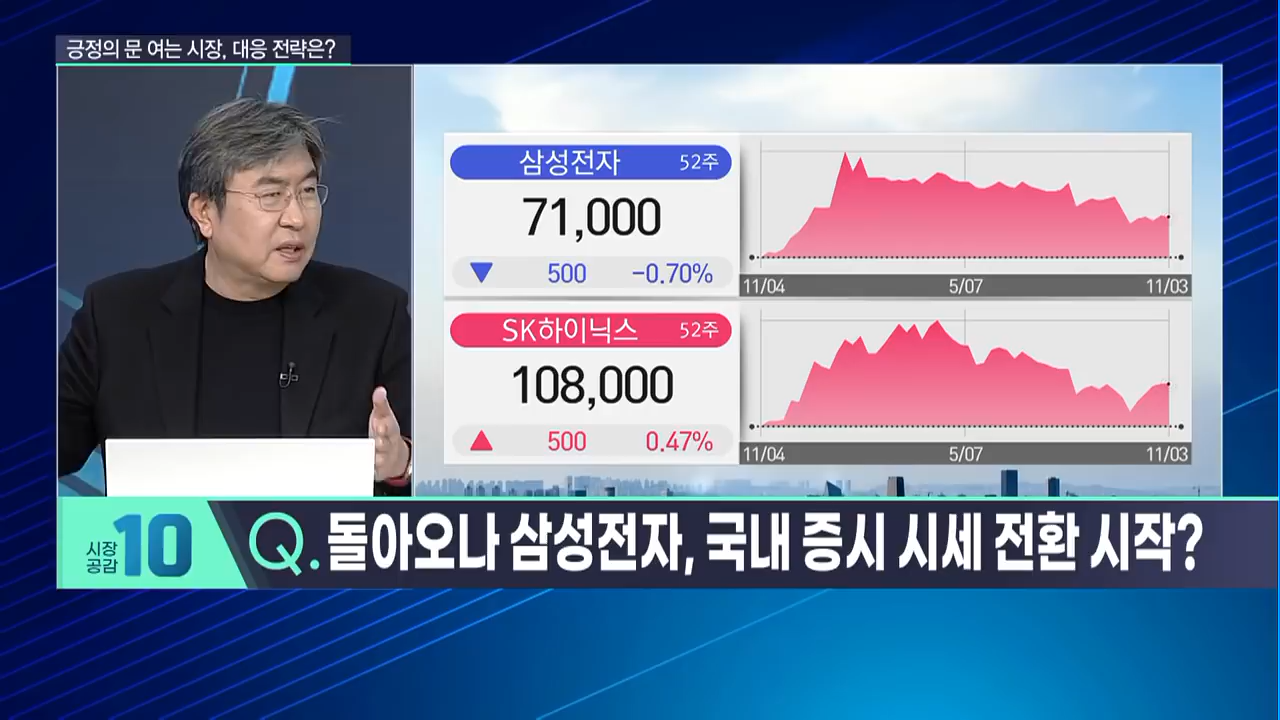 긍정의 문 여는 시장, 대응 전략은?
삼성전자 52주
71,000
▼ 500 -0.70%
11/04 5/07 11/03
SK하이닉스 52주
108,000
▲ 500 0.47%
11/04 5/07 11/03
시장
공감
10
Q. 돌아오나 삼성전자, 국내 증시 시세 전환 시작?